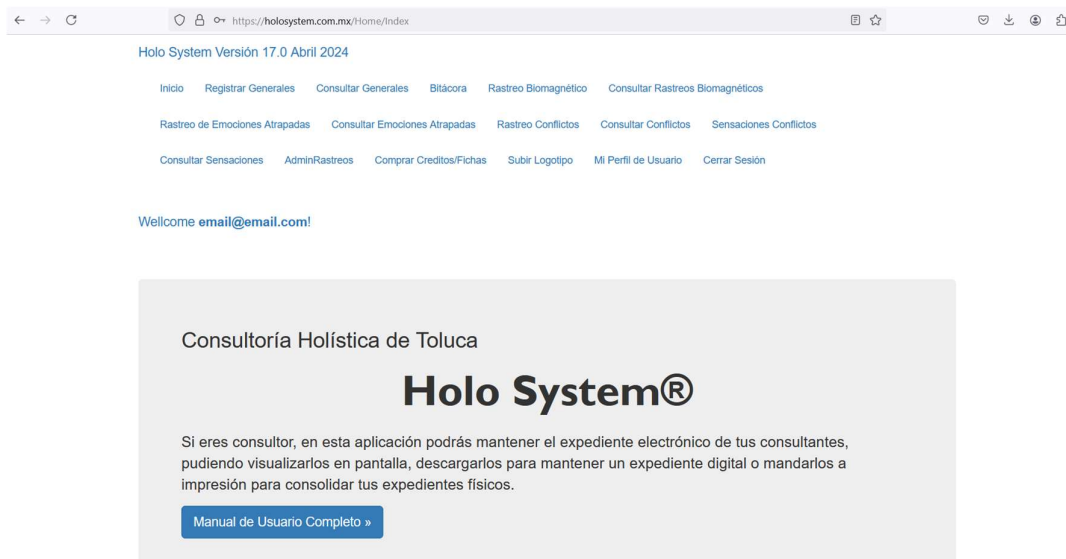 https://holosystem.com.mx/Home/Index
Holo System Versión 17.0 Abril 2024
Inicio Registrar Generales Consultar Generales Bitácora Rastreo Biomagnético Consultar Rastreos Biomagnéticos
Rastreo de Emociones Atrapadas Consultar Emociones Atrapadas Rastreo Conflictos Consultar Conflictos Sensaciones Conflictos
Consultar Sensaciones AdminRastreos Comprar Creditos/Fichas Subir Logotipo Mi Perfil de Usuario Cerrar Sesión
Wellcome email@email.com!
Consultoría Holística de Toluca
Holo System®
Si eres consultor, en esta aplicación podrás mantener el expediente electrónico de tus consultantes,
pudiendo visualizarlos en pantalla, descargarlos para mantener un expediente digital o mandarlos a
impresión para consolidar tus expedientes físicos.
Manual de Usuario Completo »